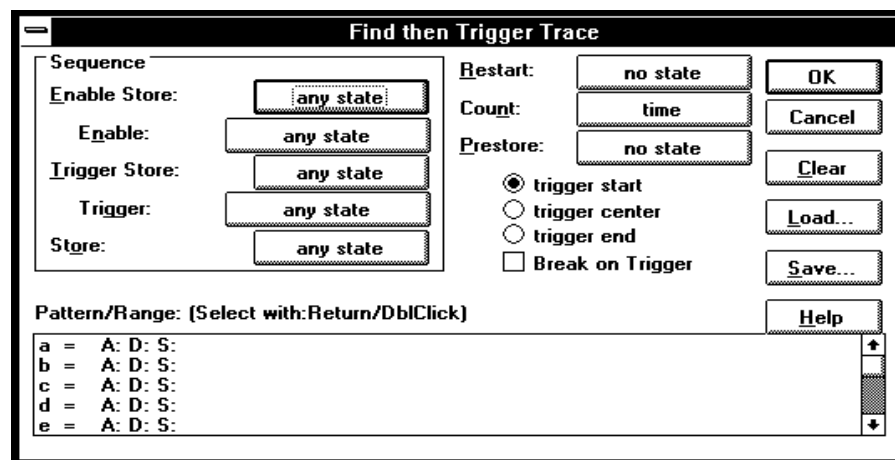 Find then Trigger Trace
Sequence
Enable Store: any state
Enable: any state
Trigger Store: any state
Trigger: any state
Store: any state
Restart: no state
Count: time
Prestore: no state
trigger start
trigger center
trigger end
Break on Trigger
OK
Cancel
Clear
Load...
Save...
Help
Pattern/Range: (Select with:Return/DblClick)
a = A: D: S:
b = A: D: S:
c = A: D: S:
d = A: D: S:
e = A: D: S: